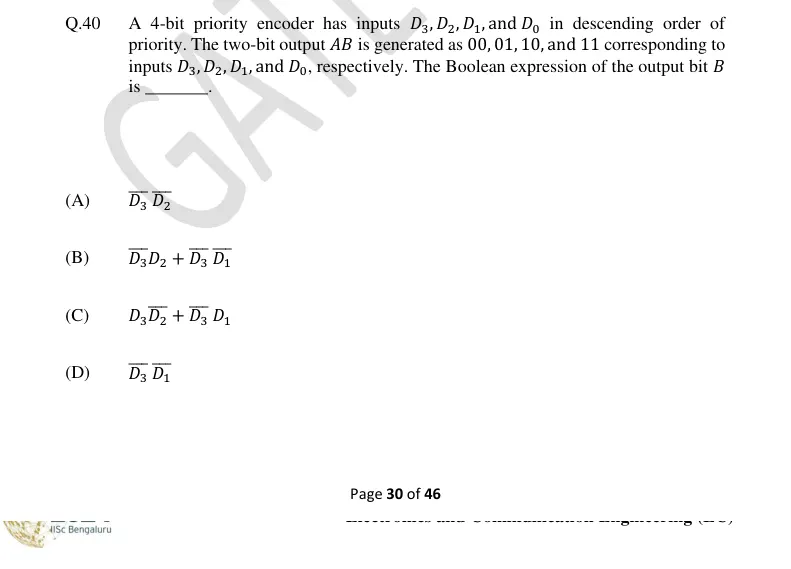 Q.40 A 4-bit priority encoder has inputs D₃, D₂, D₁, and D₀ in descending order of
priority. The two-bit output AB is generated as 00, 01, 10, and 11 corresponding to
inputs D₃, D₂, D₁, and D₀, respectively. The Boolean expression of the output bit B
is _______.
GATE
(A) D̅₃ D̅₂
(B) D̅₃D₂ + D̅₃ D̅₁
(C) D₃D̅₂ + D̅₃ D₁
(D) D̅₃ D̅₁
Page 30 of 46
IISc Bengaluru